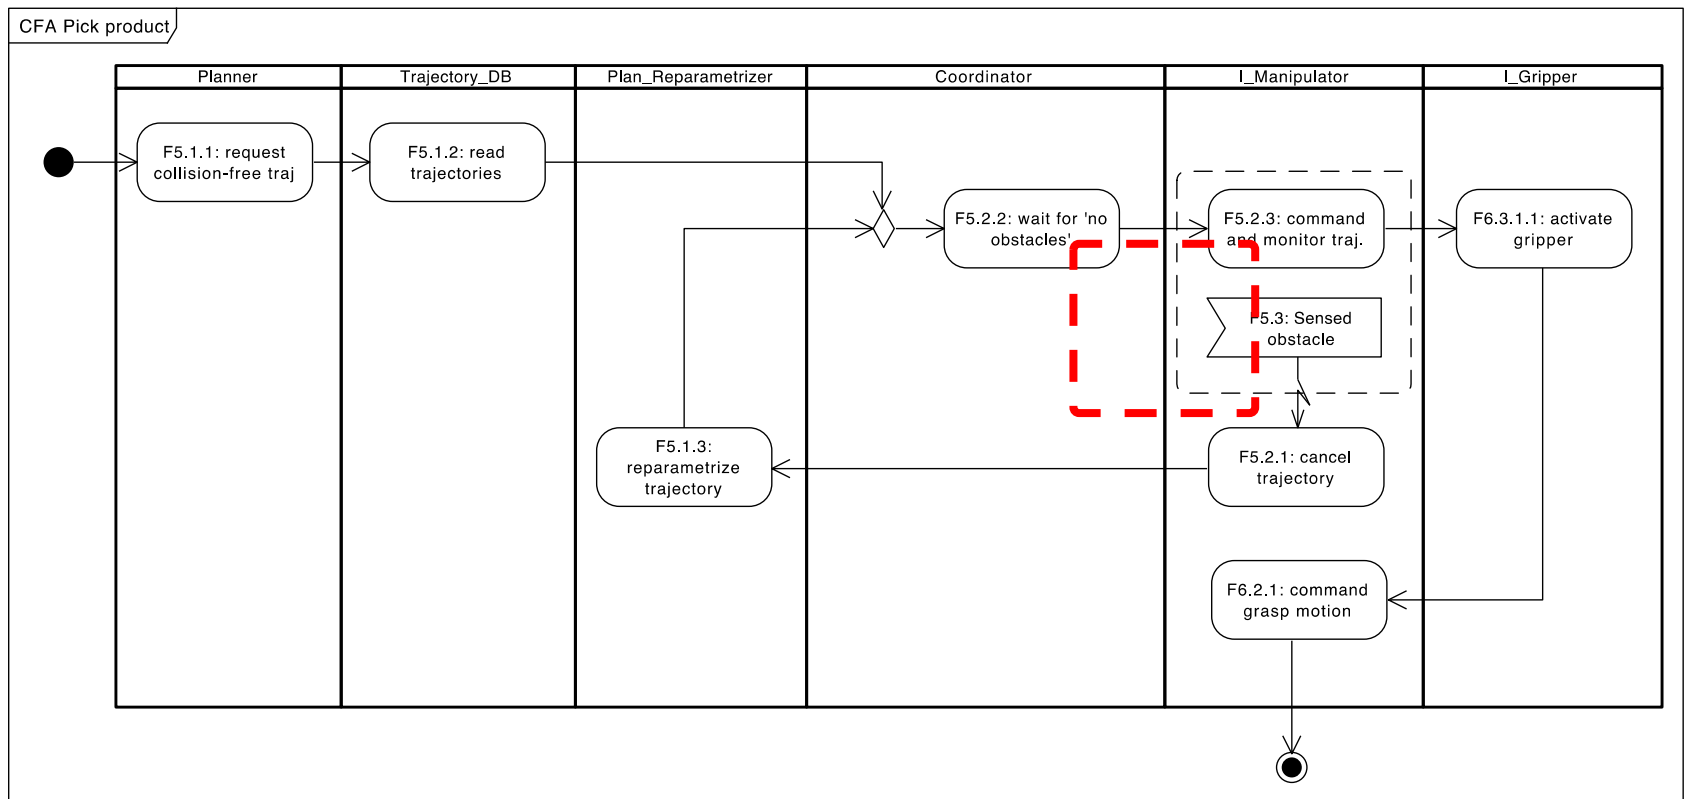 CFA Pick product
Planner
Trajectory_DB
Plan_Reparametrizer
Coordinator
I_Manipulator
I_Gripper
F5.1.1: request
collision-free traj
F5.1.2: read
trajectories
F5.2.2: wait for 'no
obstacles'
F5.2.3: command
and monitor traj.
F6.3.1.1: activate
gripper
F5.3: Sensed
obstacle
F5.1.3:
reparametrize
trajectory
F5.2.1: cancel
trajectory
F6.2.1: command
grasp motion